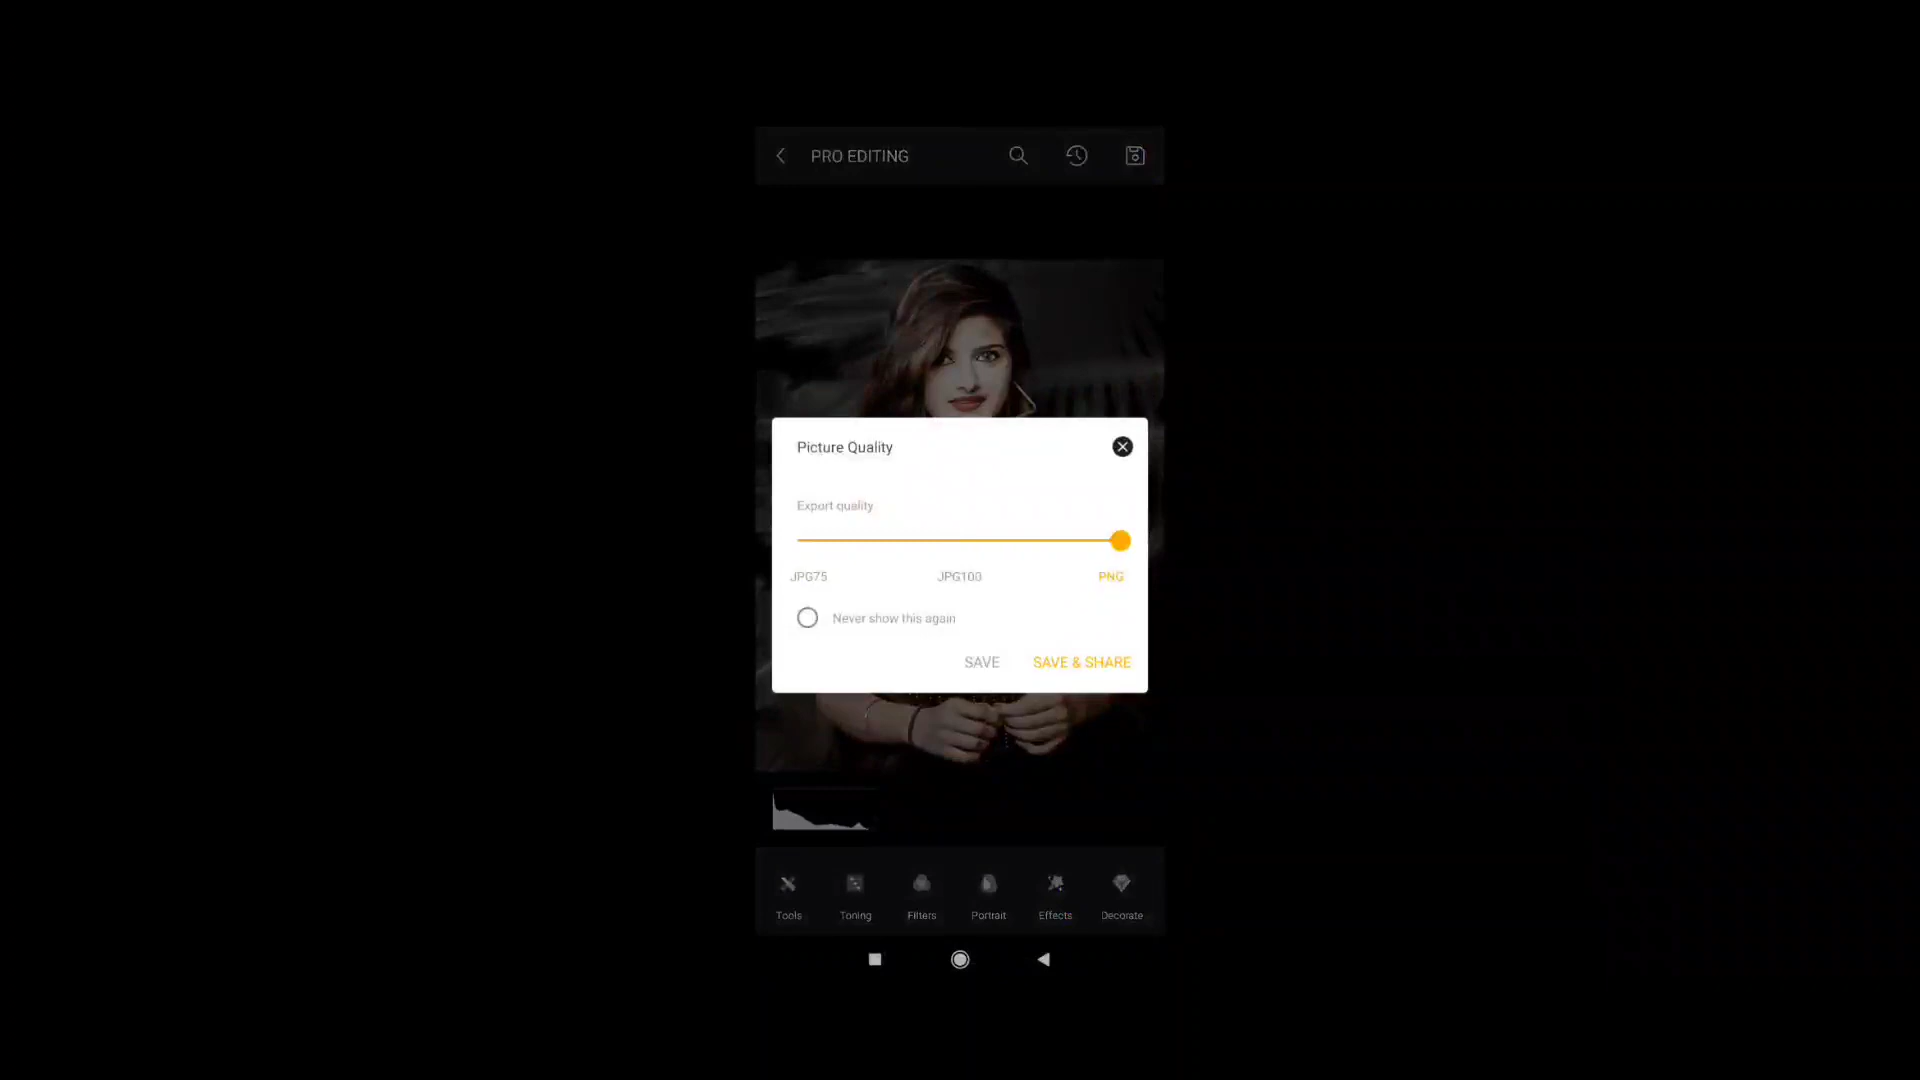 PRO EDITING
Picture Quality
Export quality
JPG75 JPG100 PNG
Never show this again
SAVE SAVE & SHARE
Tools Toning Filters Portrait Effects Decorate